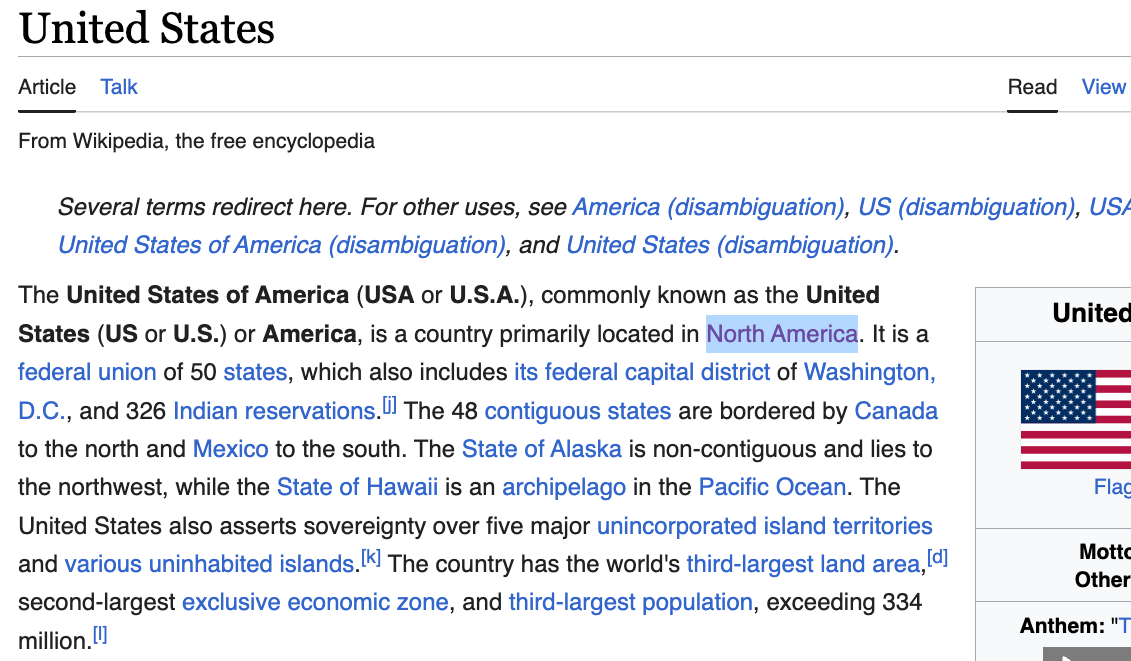 United States
Article Talk Read View
From Wikipedia, the free encyclopedia
Several terms redirect here. For other uses, see America (disambiguation), US (disambiguation), USA
United States of America (disambiguation), and United States (disambiguation).
The United States of America (USA or U.S.A.), commonly known as the United
States (US or U.S.) or America, is a country primarily located in North America. It is a
federal union of 50 states, which also includes its federal capital district of Washington,
D.C., and 326 Indian reservations.[j] The 48 contiguous states are bordered by Canada
to the north and Mexico to the south. The State of Alaska is non-contiguous and lies to
the northwest, while the State of Hawaii is an archipelago in the Pacific Ocean. The
United States also asserts sovereignty over five major unincorporated island territories
and various uninhabited islands.[k] The country has the world's third-largest land area,[d]
second-largest exclusive economic zone, and third-largest population, exceeding 334
million.[l]
United
Flag
Motto
Other
Anthem: "T